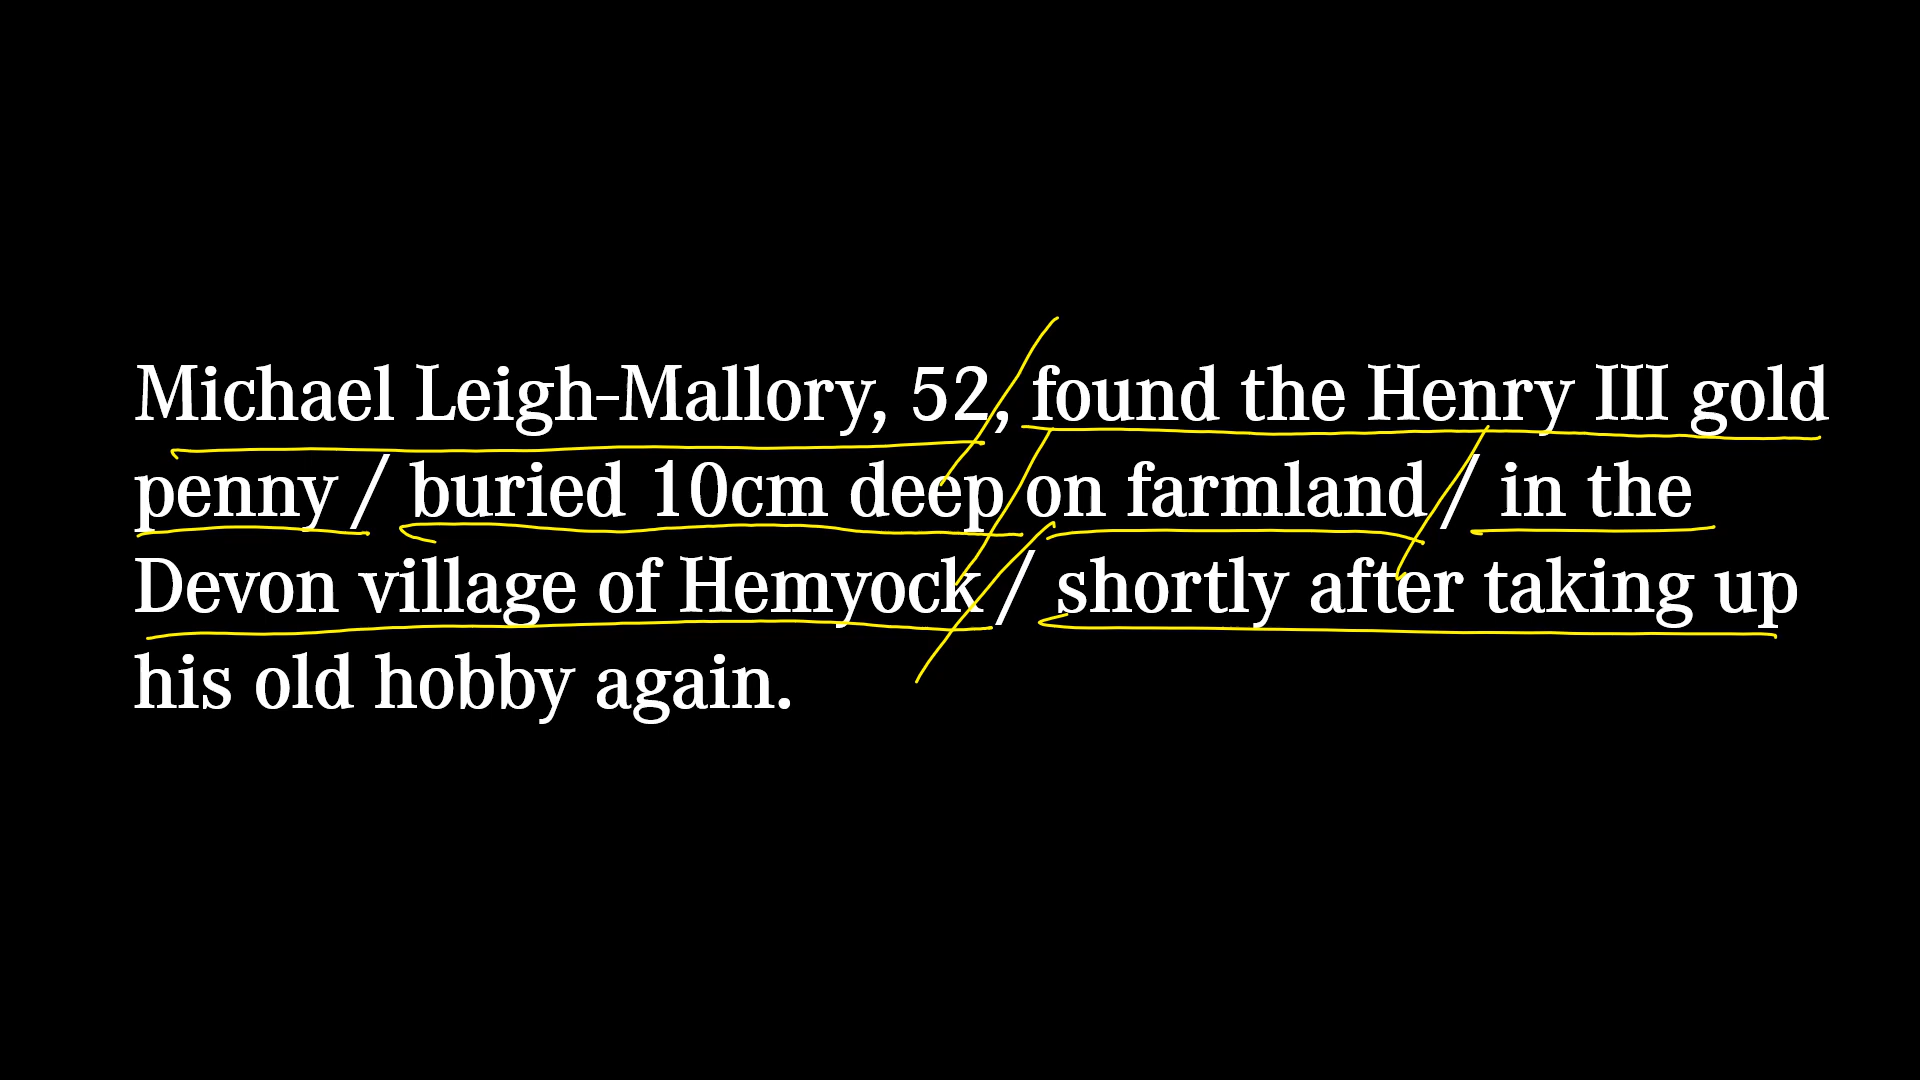 Michael Leigh-Mallory, 52, found the Henry III gold
penny / buried 10cm deep on farmland / in the
Devon village of Hemyock / shortly after taking up
his old hobby again.